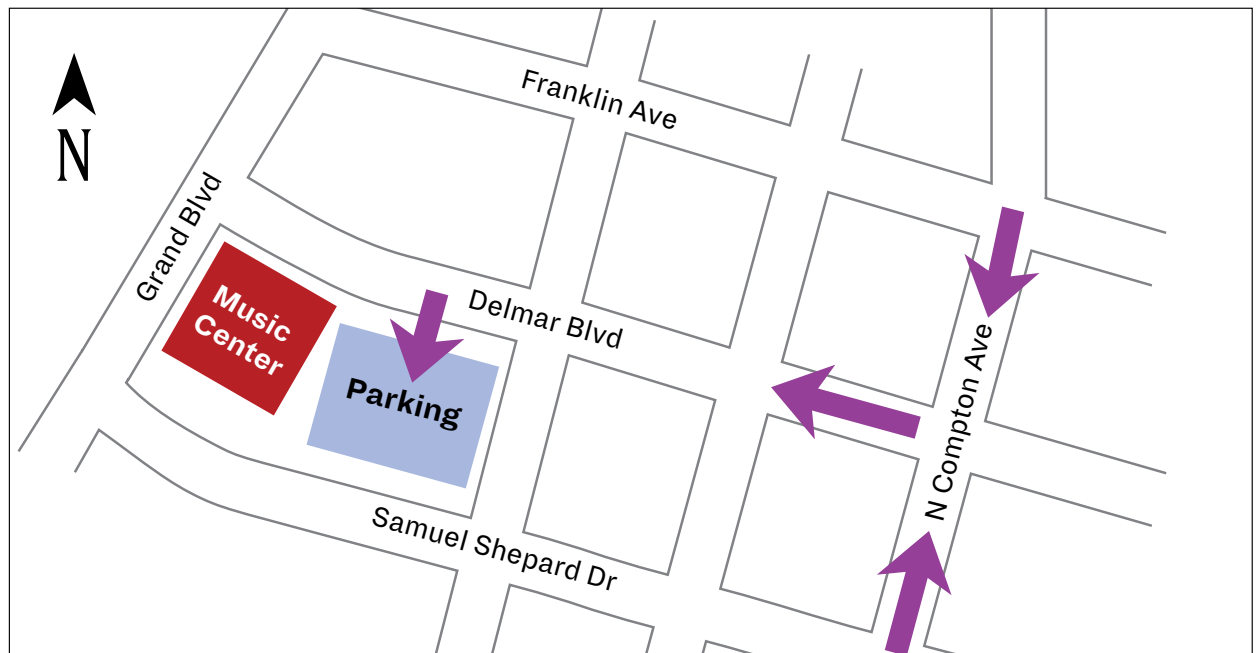 Franklin Ave
N
Grand Blvd
Music
Center
Delmar Blvd
Parking
N Compton Ave
Samuel Shepard Dr